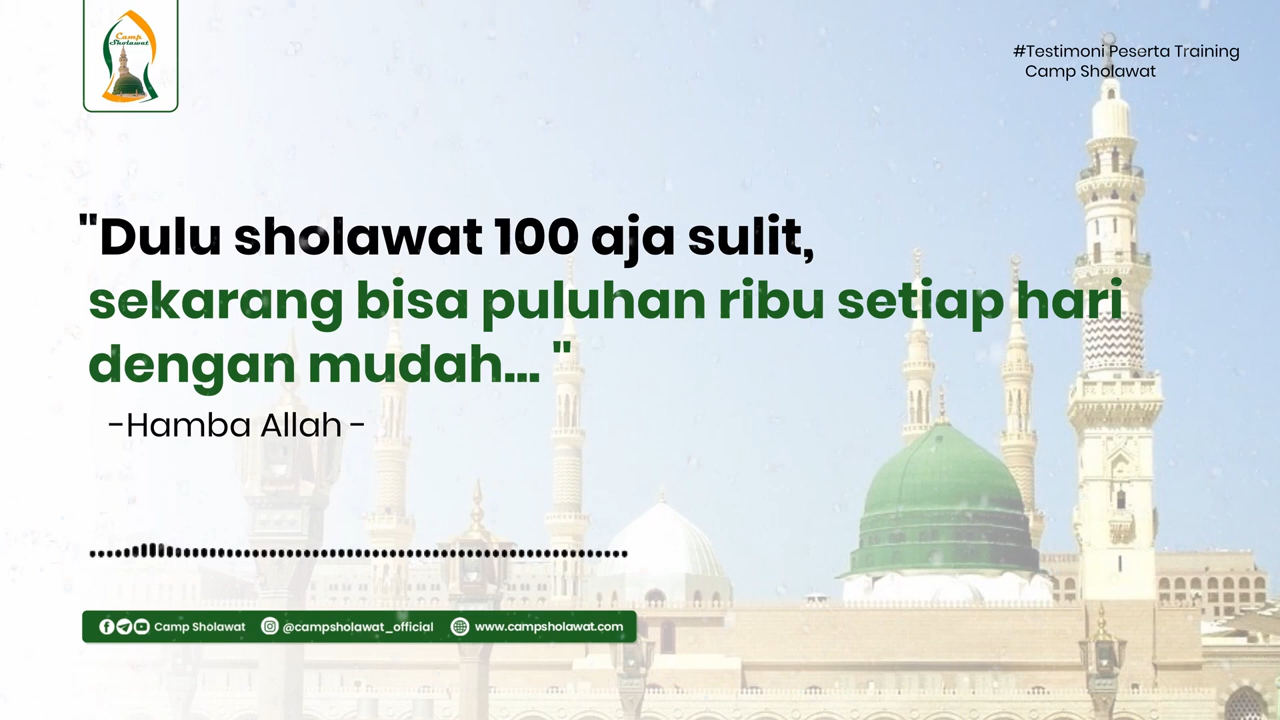 Camp
Sholawat
#Testimoni Peserta Training
Camp Sholawat
"Dulu sholawat 100 aja sulit,
sekarang bisa puluhan ribu setiap hari
dengan mudah... "
-Hamba Allah -
Camp Sholawat @campsholawat_official www.campsholawat.com